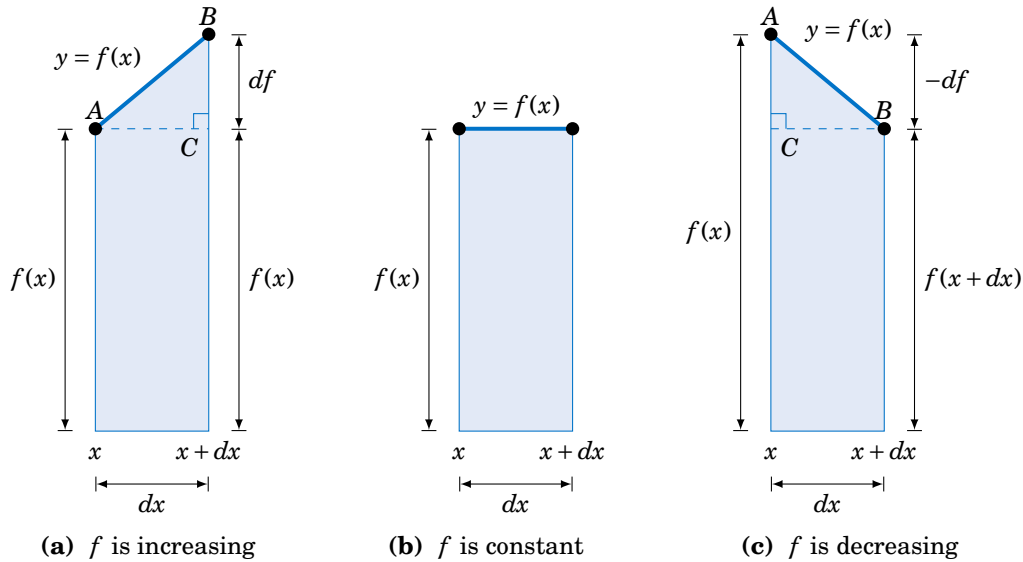 B
y = f(x)
df
A
C
f(x)
f(x)
x
x + dx
dx
(a) f is increasing
y = f(x)
f(x)
x
x + dx
dx
(b) f is constant
A
y = f(x)
−df
B
C
f(x)
f(x + dx)
x
x + dx
dx
(c) f is decreasing